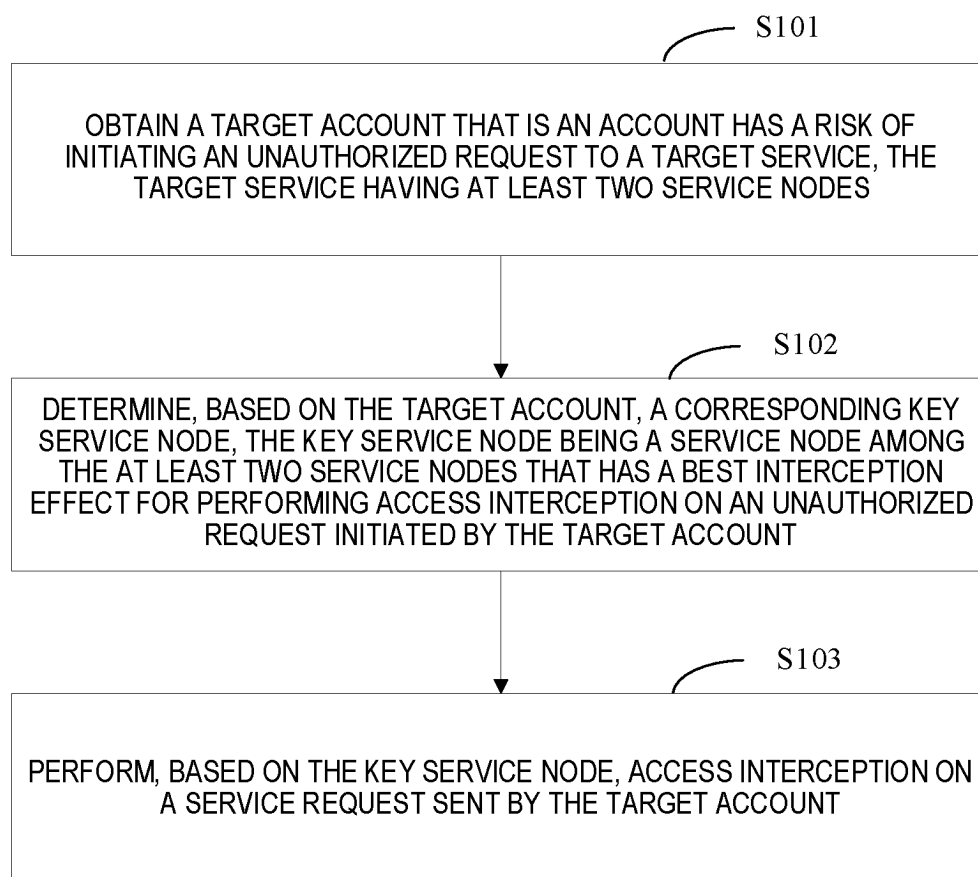 S101
OBTAIN A TARGET ACCOUNT THAT IS AN ACCOUNT HAS A RISK OF
INITIATING AN UNAUTHORIZED REQUEST TO A TARGET SERVICE, THE
TARGET SERVICE HAVING AT LEAST TWO SERVICE NODES
S102
DETERMINE, BASED ON THE TARGET ACCOUNT, A CORRESPONDING KEY
SERVICE NODE, THE KEY SERVICE NODE BEING A SERVICE NODE AMONG
THE AT LEAST TWO SERVICE NODES THAT HAS A BEST INTERCEPTION
EFFECT FOR PERFORMING ACCESS INTERCEPTION ON AN UNAUTHORIZED
REQUEST INITIATED BY THE TARGET ACCOUNT
S103
PERFORM, BASED ON THE KEY SERVICE NODE, ACCESS INTERCEPTION ON
A SERVICE REQUEST SENT BY THE TARGET ACCOUNT